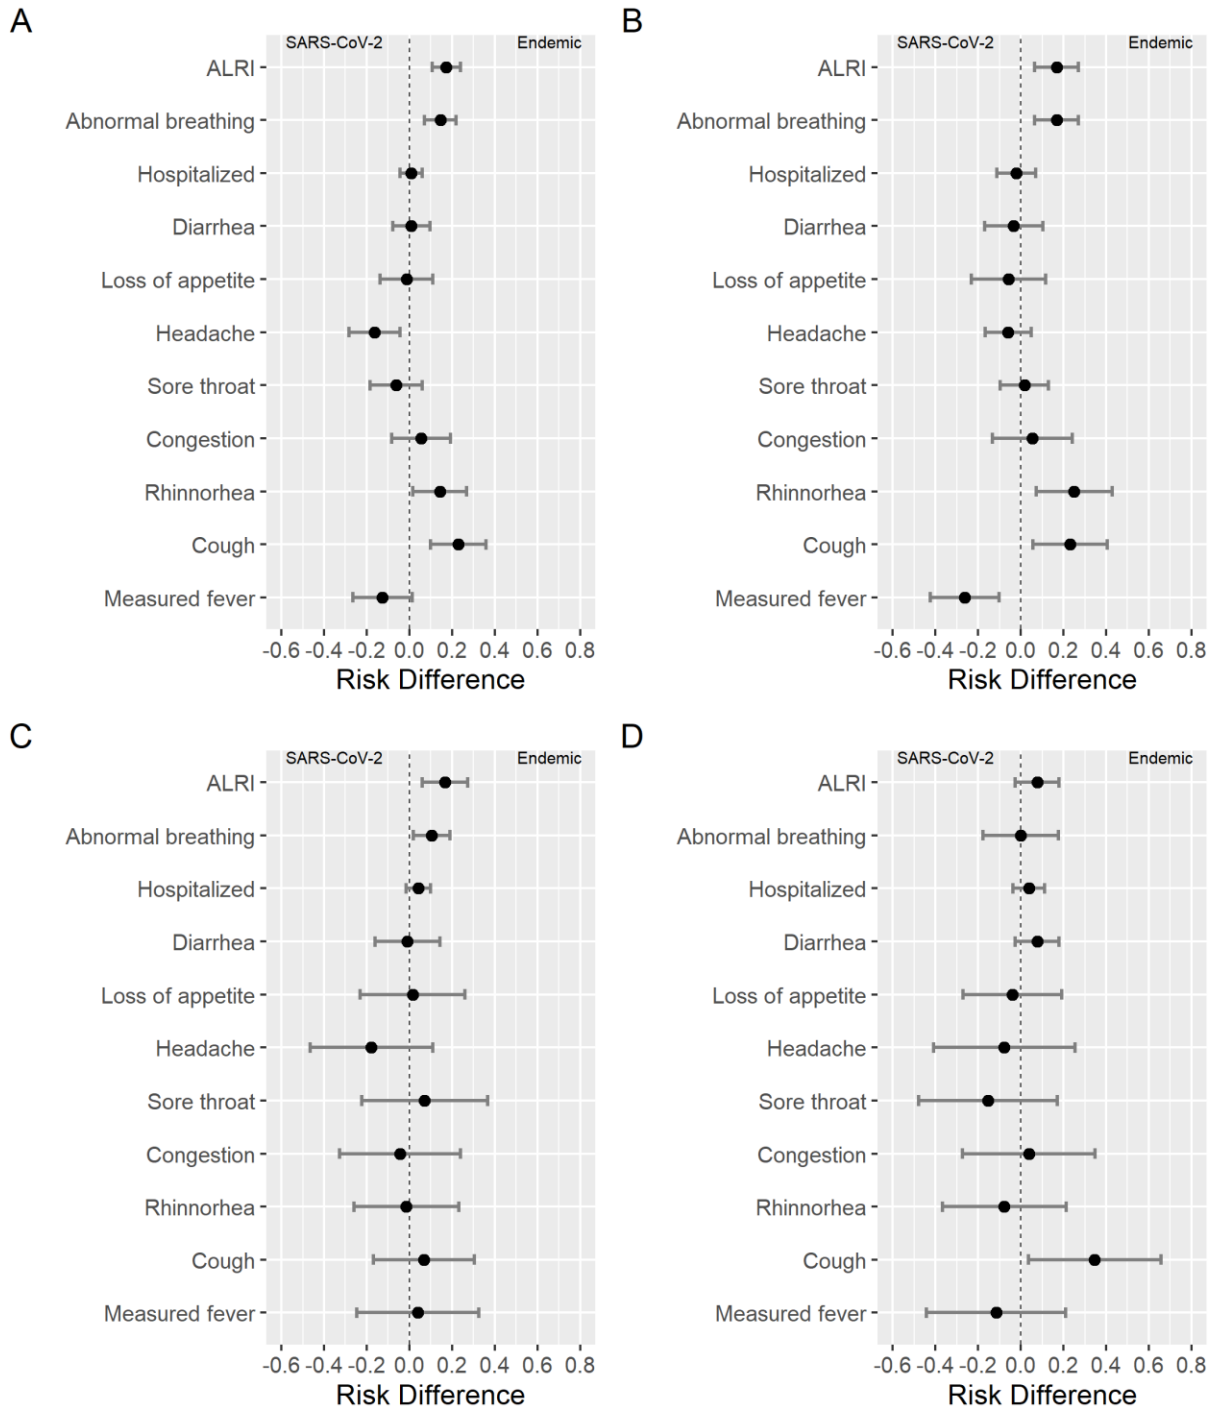 A
SARS-CoV-2 Endemic
ALRI
Abnormal breathing
Hospitalized
Diarrhea
Loss of appetite
Headache
Sore throat
Congestion
Rhinnorhea
Cough
Measured fever
-0.6 -0.4 -0.2 0.0 0.2 0.4 0.6 0.8
Risk Difference
B
SARS-CoV-2 Endemic
ALRI
Abnormal breathing
Hospitalized
Diarrhea
Loss of appetite
Headache
Sore throat
Congestion
Rhinnorhea
Cough
Measured fever
-0.6 -0.4 -0.2 0.0 0.2 0.4 0.6 0.8
Risk Difference
C
SARS-CoV-2 Endemic
ALRI
Abnormal breathing
Hospitalized
Diarrhea
Loss of appetite
Headache
Sore throat
Congestion
Rhinnorhea
Cough
Measured fever
-0.6 -0.4 -0.2 0.0 0.2 0.4 0.6 0.8
Risk Difference
D
SARS-CoV-2 Endemic
ALRI
Abnormal breathing
Hospitalized
Diarrhea
Loss of appetite
Headache
Sore throat
Congestion
Rhinnorhea
Cough
Measured fever
-0.6 -0.4 -0.2 0.0 0.2 0.4 0.6 0.8
Risk Difference